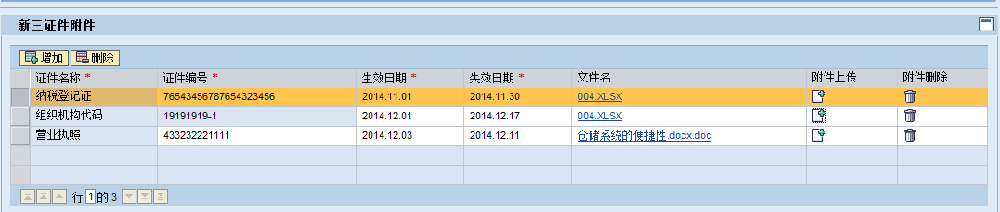 新三证件附件
增加 删除
证件名称 * 证件编号 * 生效日期 * 失效日期 * 文件名 附件上传 附件删除
纳税登记证 76543456787654323456 2014.11.01 2014.11.30 004.XLSX
组织机构代码 19191919-1 2014.12.01 2014.12.17 004.XLSX
营业执照 433232221111 2014.12.03 2014.12.11 仓储系统的便捷性.docx.doc
行 1 的 3